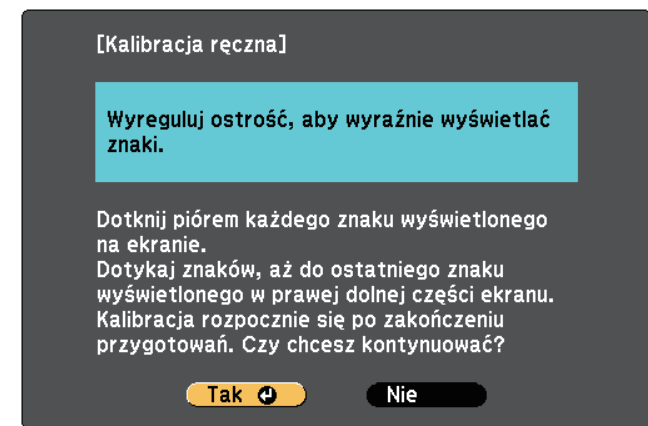 [Kalibracja ręczna]
Wyreguluj ostrość, aby wyraźnie wyświetlać
znaki.
Dotknij piórem każdego znaku wyświetlonego
na ekranie.
Dotykaj znaków, aż do ostatniego znaku
wyświetlonego w prawej dolnej części ekranu.
Kalibracja rozpocznie się po zakończeniu
przygotowań. Czy chcesz kontynuować?
Tak Nie